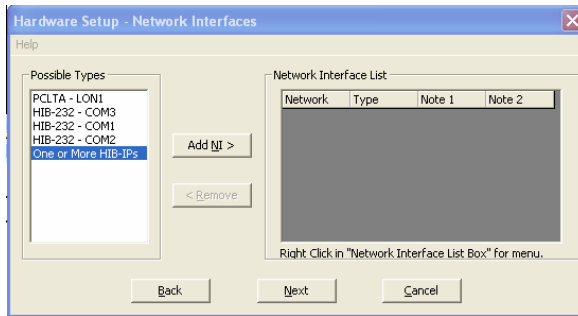 Hardware Setup - Network Interfaces
Help
Possible Types
PCLTA - LON1
HIB-232 - COM3
HIB-232 - COM1
HIB-232 - COM2
One or More HIB-IPs
Add NI >
< Remove
Network Interface List
Network Type Note 1 Note 2
Right Click in "Network Interface List Box" for menu.
Back Next Cancel